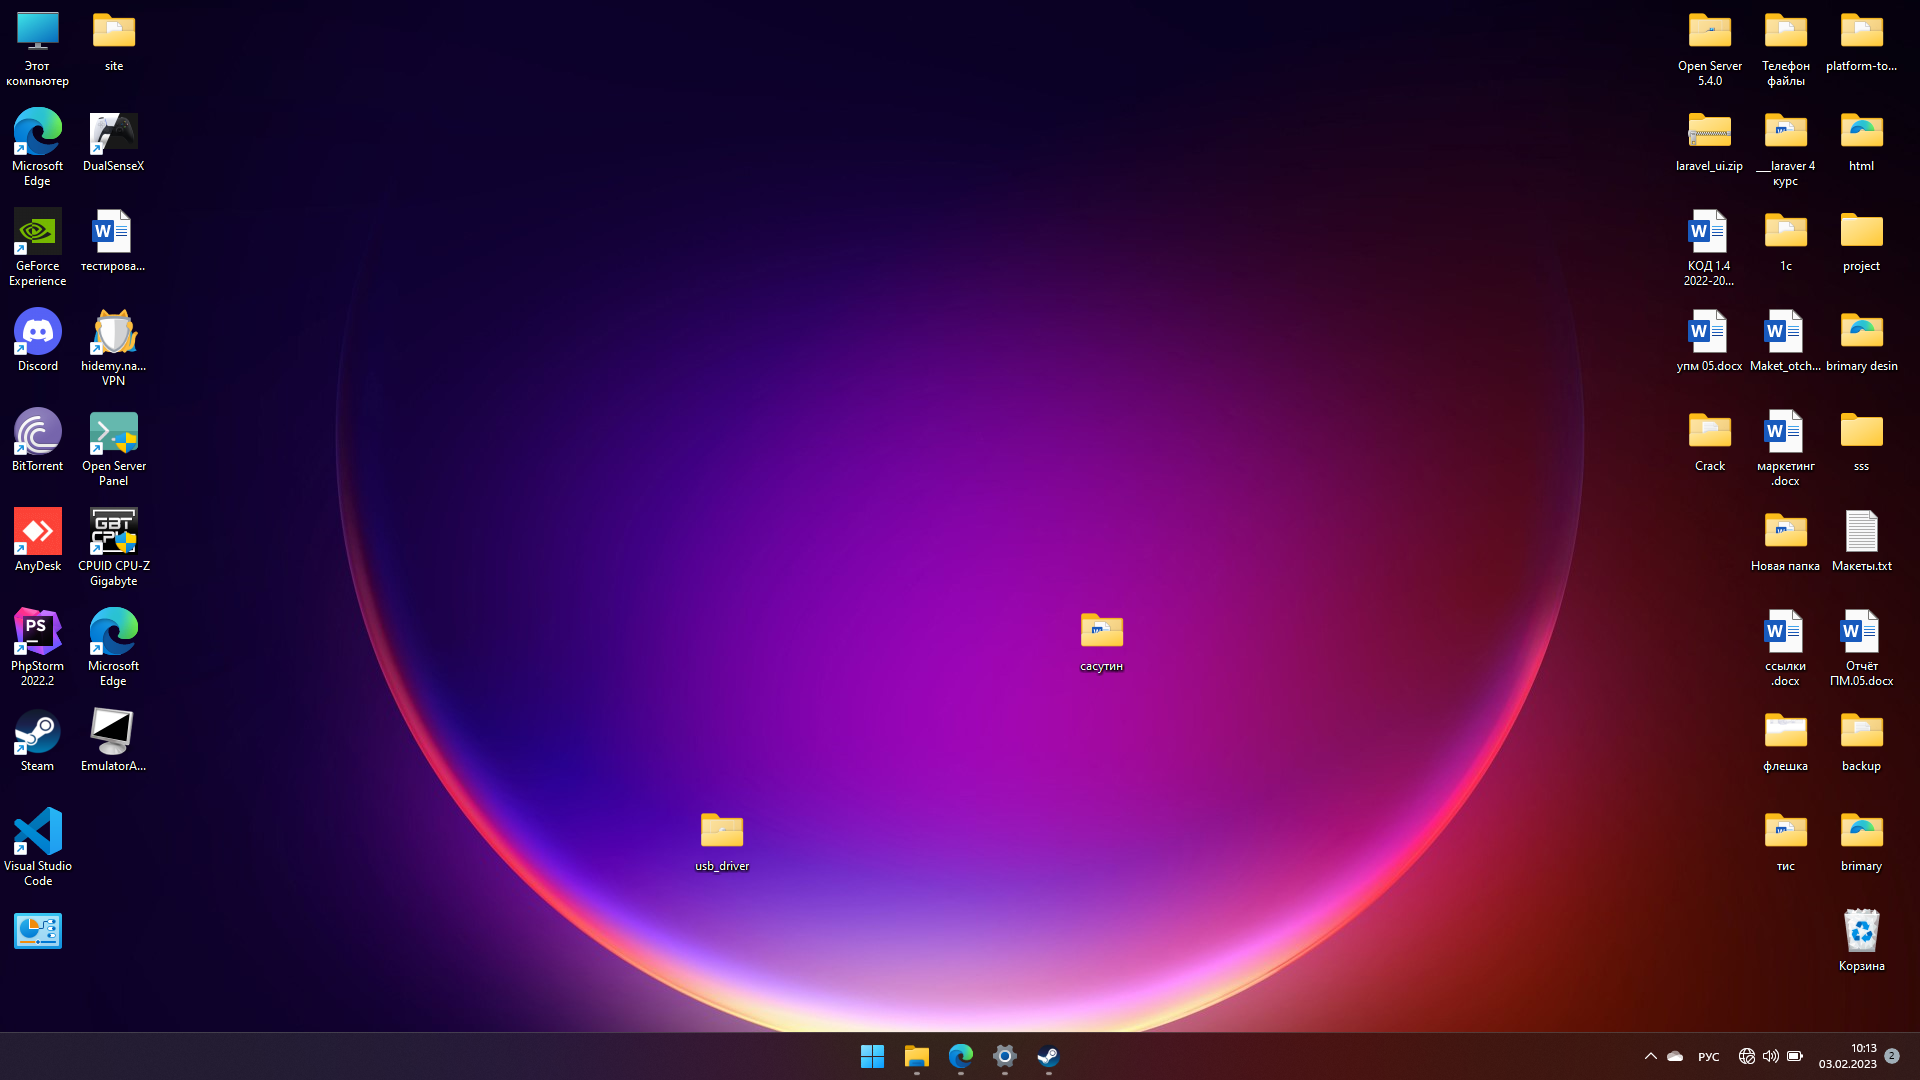 Этот
компьютер
site
Microsoft
Edge
DualSenseX
GeForce
Experience
тестирова...
Discord
hidemy.na...
VPN
BitTorrent
Open Server
Panel
AnyDesk
GBT
CPU
CPUID CPU-Z
Gigabyte
PS
PhpStorm
2022.2
Microsoft
Edge
Steam
EmulatorA...
Visual Studio
Code
сасутин
usb_driver
Open Server
5.4.0
Телефон
файлы
platform-to...
laravel_ui.zip
___laraver 4
курс
html
КОД 1.4
2022-20...
1c
project
упм 05.docx
Maket_otch...
brimary desin
Crack
маркетинг
.docx
sss
Новая папка
Макеты.txt
ссылки
.docx
Отчёт
ПМ.05.docx
флешка
backup
тис
brimary
Корзина
РУС
10:13
03.02.2023
2